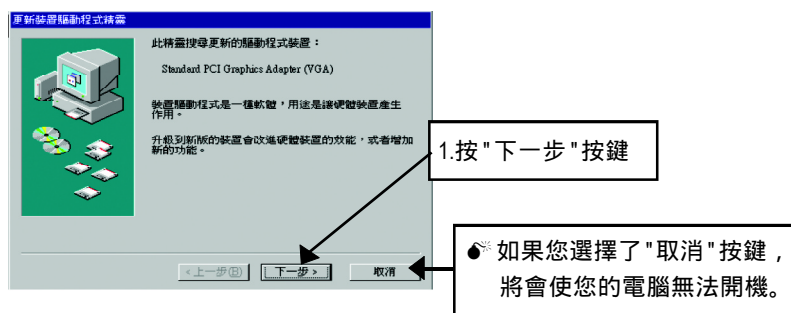 更新裝置驅動程式精靈
此精靈搜尋更新的驅動程式裝置：
Standard PCI Graphics Adapter (VGA)
裝置驅動程式是一種軟體，用途是讓硬體裝置產生
作用。
升級到新版的裝置會改進硬體裝置的效能，或者增加
新的功能。
<上一步(B)
下一步 >
取消
1.按"下一步"按鍵
如果您選擇了"取消"按鍵，
將會使您的電腦無法開機。